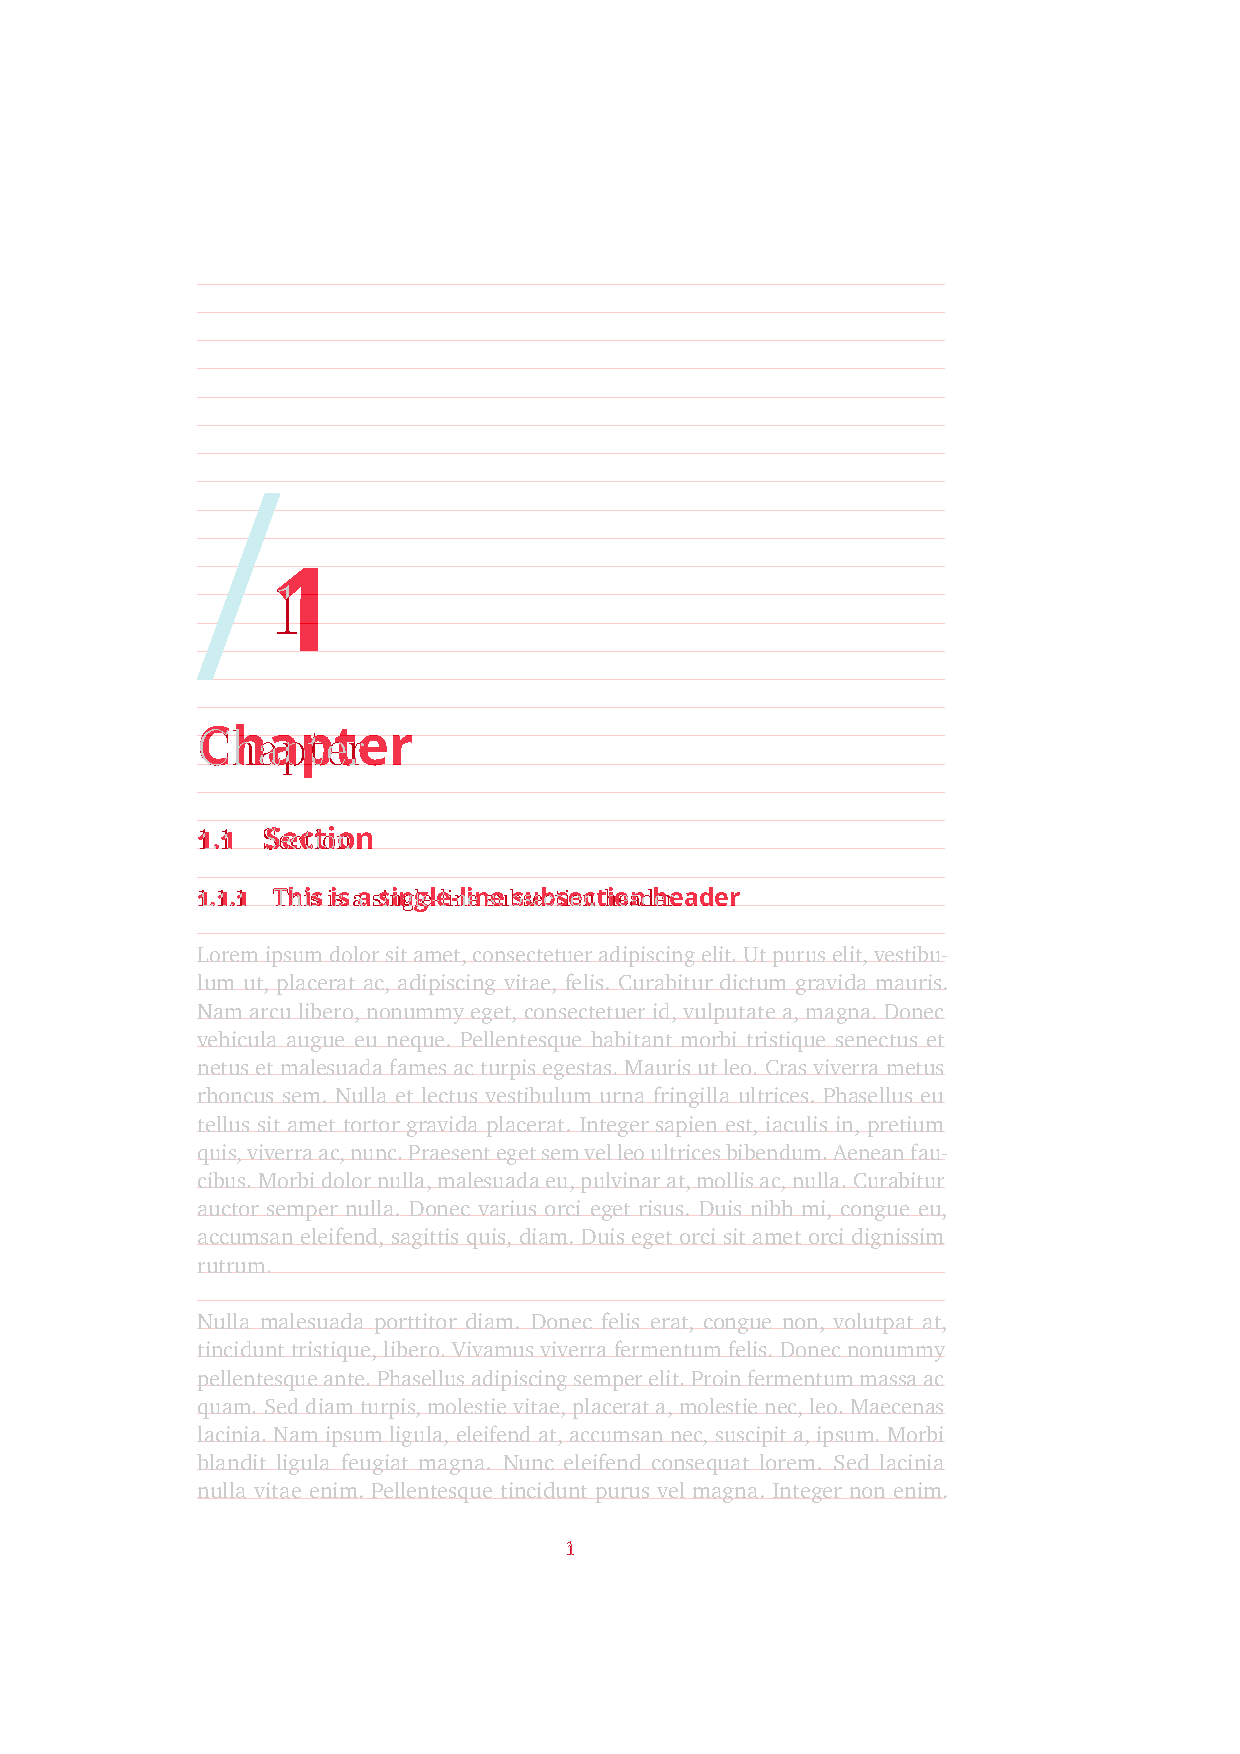 1
Chapter
1.1 Section
1.1.1 This is a single-line subsection header
Lorem ipsum dolor sit amet, consectetuer adipiscing elit. Ut purus elit, vestibu-
lum ut, placerat ac, adipiscing vitae, felis. Curabitur dictum gravida mauris.
Nam arcu libero, nonummy eget, consectetuer id, vulputate a, magna. Donec
vehicula augue eu neque. Pellentesque habitant morbi tristique senectus et
netus et malesuada fames ac turpis egestas. Mauris ut leo. Cras viverra metus
rhoncus sem. Nulla et lectus vestibulum urna fringilla ultrices. Phasellus eu
tellus sit amet tortor gravida placerat. Integer sapien est, iaculis in, pretium
quis, viverra ac, nunc. Praesent eget sem vel leo ultrices bibendum. Aenean fau-
cibus. Morbi dolor nulla, malesuada eu, pulvinar at, mollis ac, nulla. Curabitur
auctor semper nulla. Donec varius orci eget risus. Duis nibh mi, congue eu,
accumsan eleifend, sagittis quis, diam. Duis eget orci sit amet orci dignissim
rutrum.
Nulla malesuada porttitor diam. Donec felis erat, congue non, volutpat at,
tincidunt tristique, libero. Vivamus viverra fermentum felis. Donec nonummy
pellentesque ante. Phasellus adipiscing semper elit. Proin fermentum massa ac
quam. Sed diam turpis, molestie vitae, placerat a, molestie nec, leo. Maecenas
lacinia. Nam ipsum ligula, eleifend at, accumsan nec, suscipit a, ipsum. Morbi
blandit ligula feugiat magna. Nunc eleifend consequat lorem. Sed lacinia
nulla vitae enim. Pellentesque tincidunt purus vel magna. Integer non enim.
1